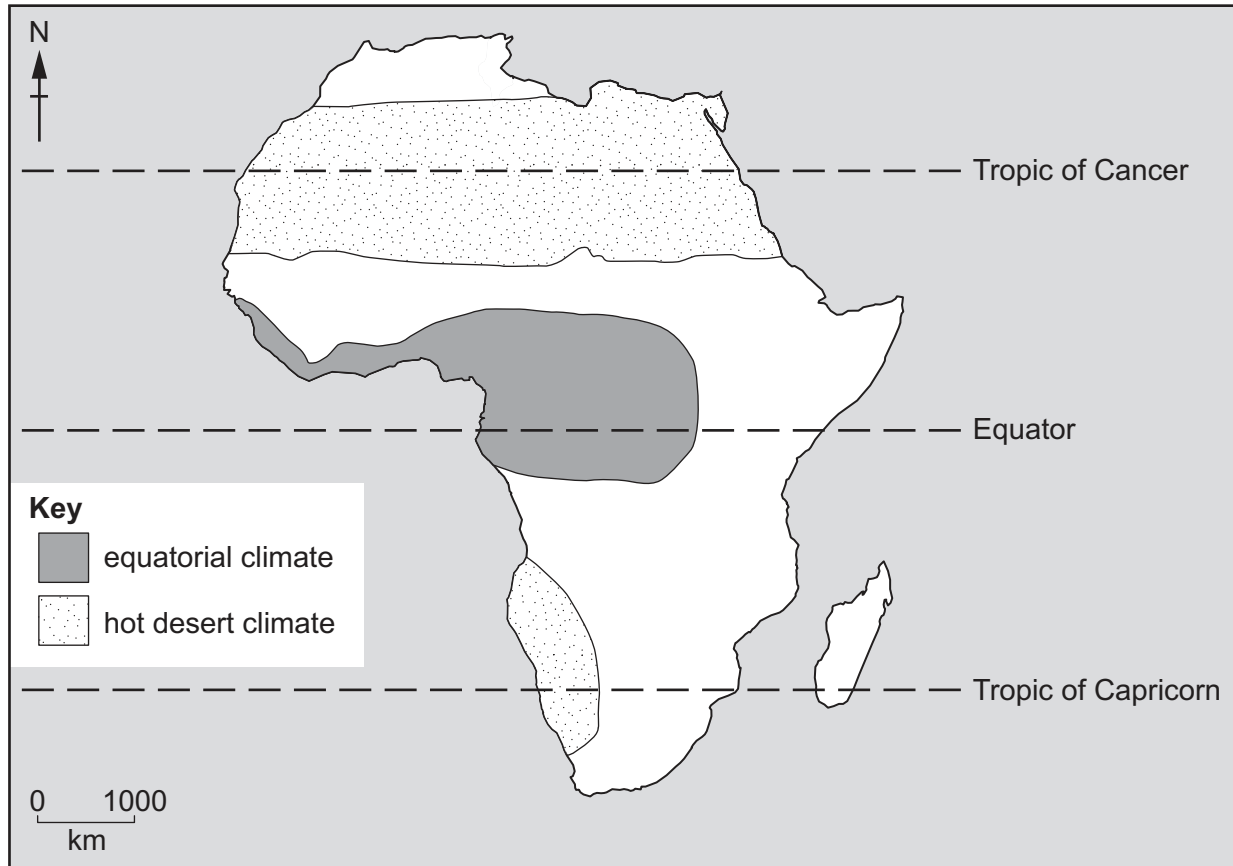 N
Tropic of Cancer
Equator
Key
equatorial climate
hot desert climate
Tropic of Capricorn
0 1000
km